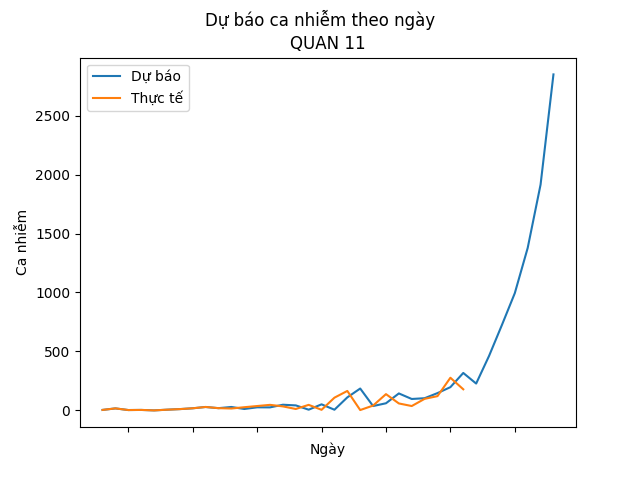 Dự báo ca nhiễm theo ngày
QUAN 11
Dự báo
Thực tế
2500
2000
1500
1000
500
0
Ca nhiễm
Ngày